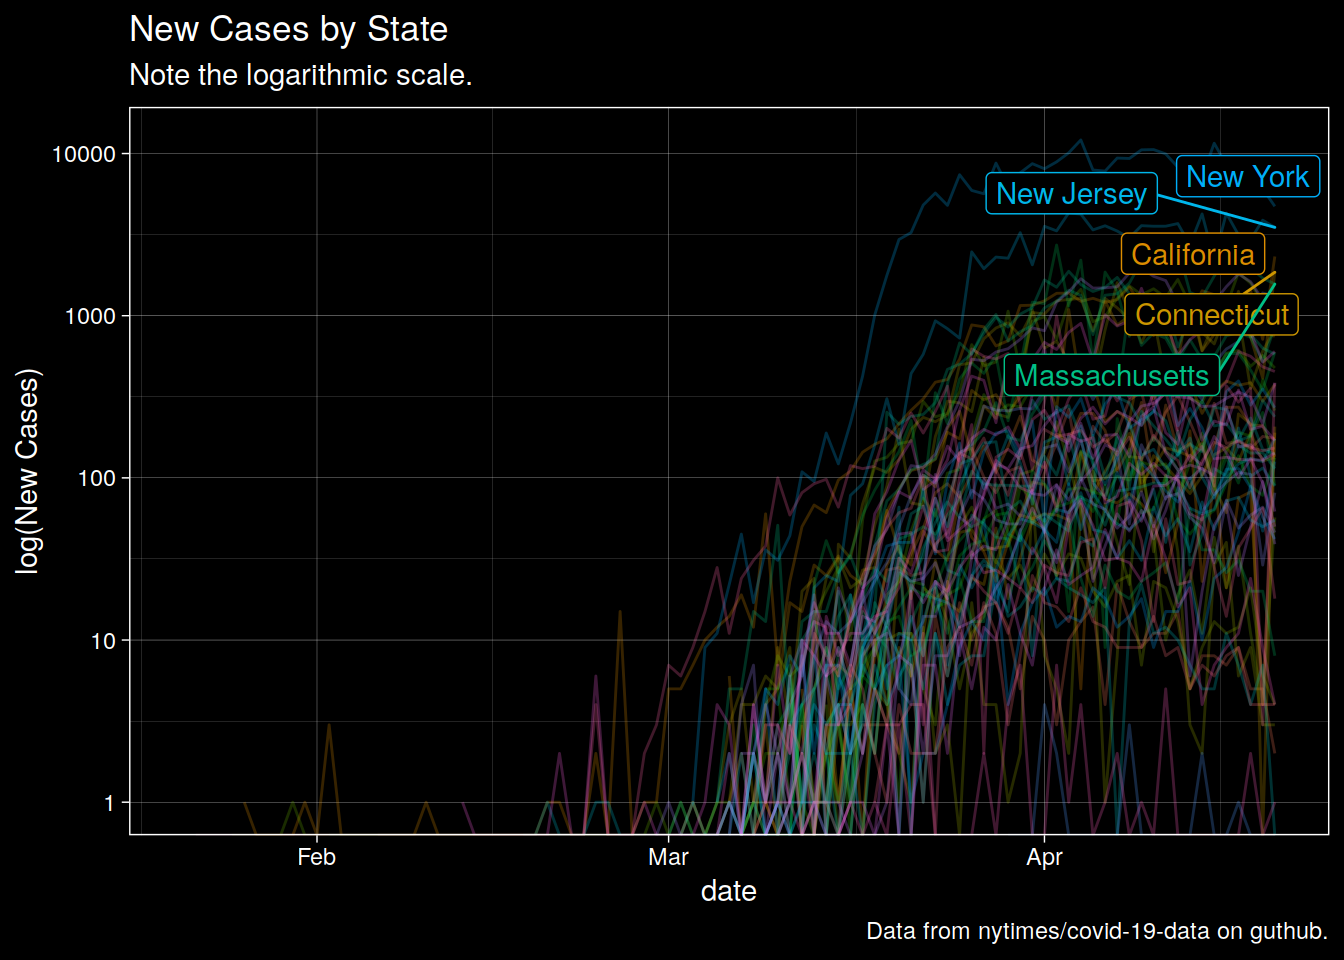 New Cases by State
Note the logarithmic scale.
log(New Cases)
10000
1000
100
10
1
New York
New Jersey
California
Connecticut
Massachusetts
Feb
Mar
Apr
date
Data from nytimes/covid-19-data on guthub.